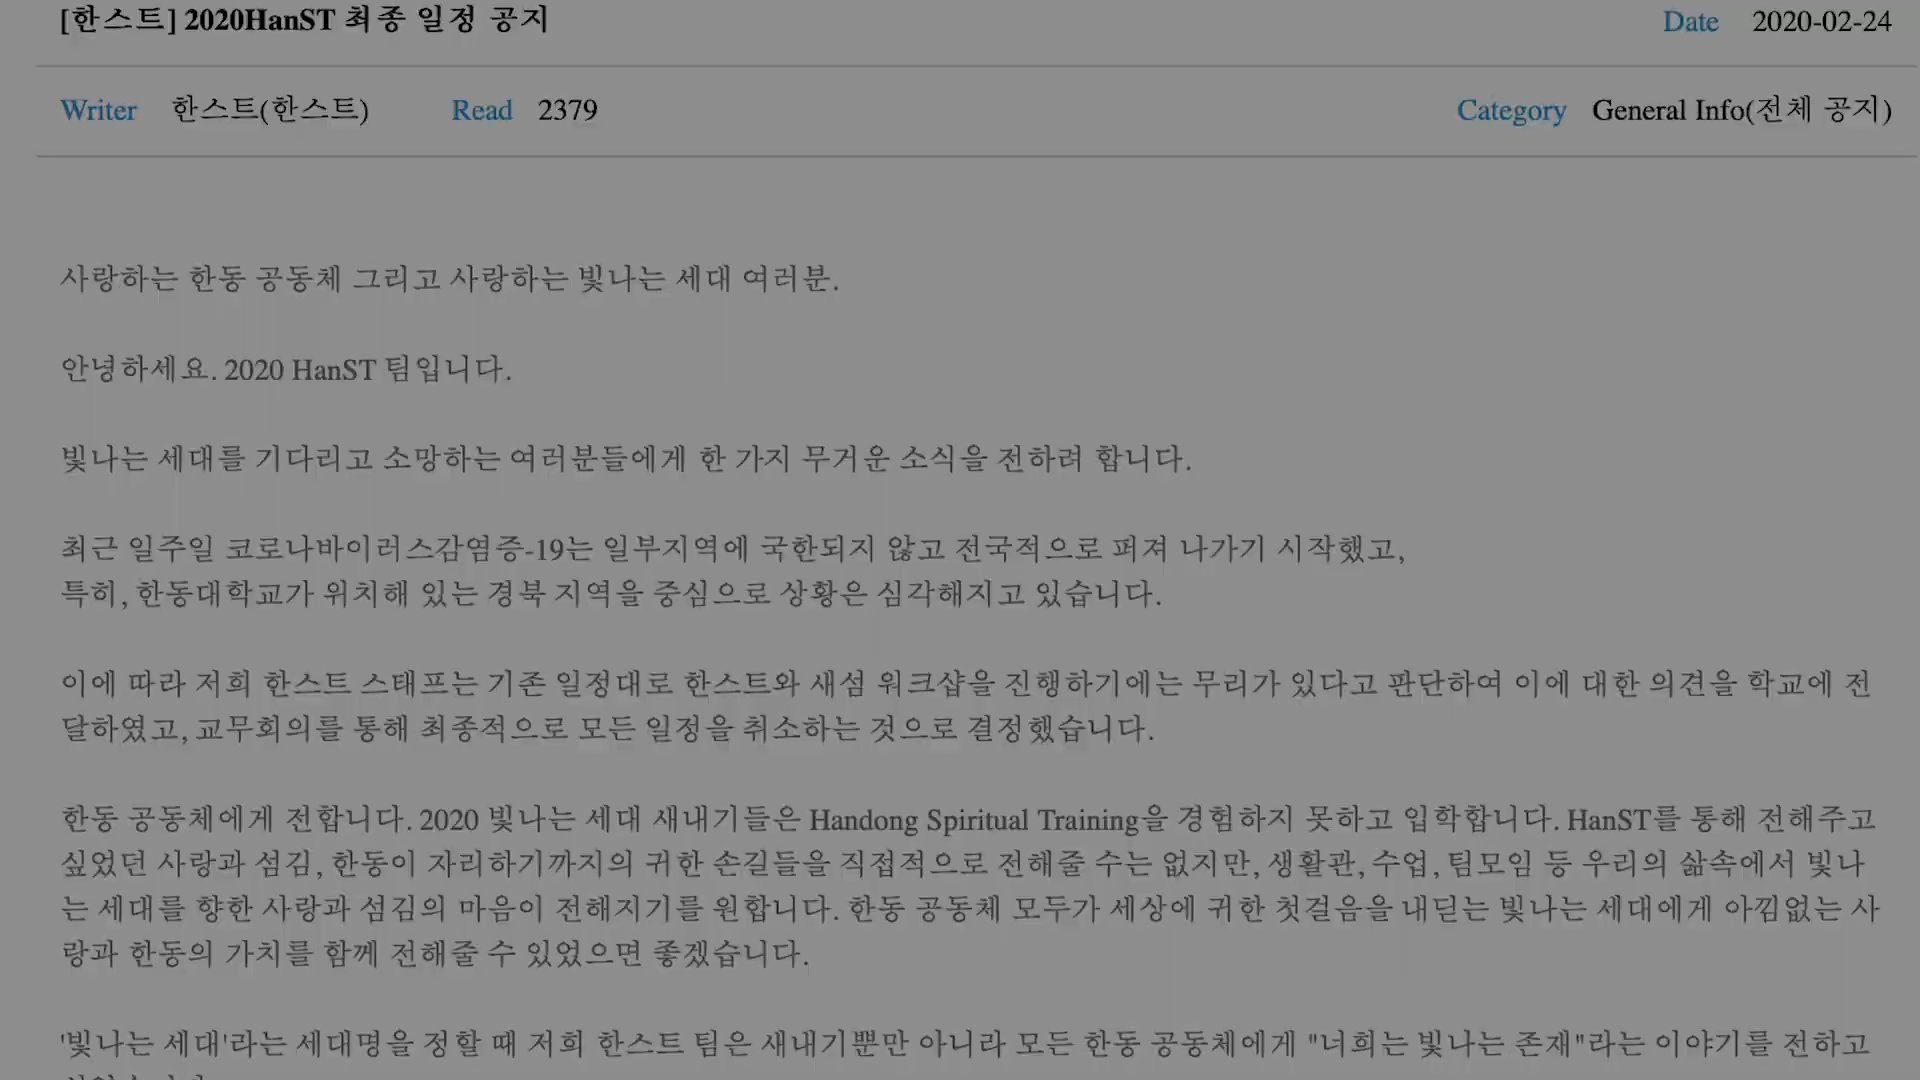 [한스트] 2020HanST 최종 일정 공지 Date 2020-02-24
Writer 한스트(한스트) Read 2379 Category General Info(전체 공지)
사랑하는 한동 공동체 그리고 사랑하는 빛나는 세대 여러분.
안녕하세요. 2020 HanST 팀입니다.
빛나는 세대를 기다리고 소망하는 여러분들에게 한 가지 무거운 소식을 전하려 합니다.
최근 일주일 코로나바이러스감염증-19는 일부지역에 국한되지 않고 전국적으로 퍼져 나가기 시작했고,
특히, 한동대학교가 위치해 있는 경북 지역을 중심으로 상황은 심각해지고 있습니다.
이에 따라 저희 한스트 스태프는 기존 일정대로 한스트와 새섬 워크샵을 진행하기에는 무리가 있다고 판단하여 이에 대한 의견을 학교에 전
달하였고, 교무회의를 통해 최종적으로 모든 일정을 취소하는 것으로 결정했습니다.
한동 공동체에게 전합니다. 2020 빛나는 세대 새내기들은 Handong Spiritual Training을 경험하지 못하고 입학합니다. HanST를 통해 전해주고
싶었던 사랑과 섬김, 한동이 자리하기까지의 귀한 손길들을 직접적으로 전해줄 수는 없지만, 생활관, 수업, 팀모임 등 우리의 삶속에서 빛나
는 세대를 향한 사랑과 섬김의 마음이 전해지기를 원합니다. 한동 공동체 모두가 세상에 귀한 첫걸음을 내딛는 빛나는 세대에게 아낌없는 사
랑과 한동의 가치를 함께 전해줄 수 있었으면 좋겠습니다.
'빛나는 세대'라는 세대명을 정할 때 저희 한스트 팀은 새내기뿐만 아니라 모든 한동 공동체에게 "너희는 빛나는 존재"라는 이야기를 전하고